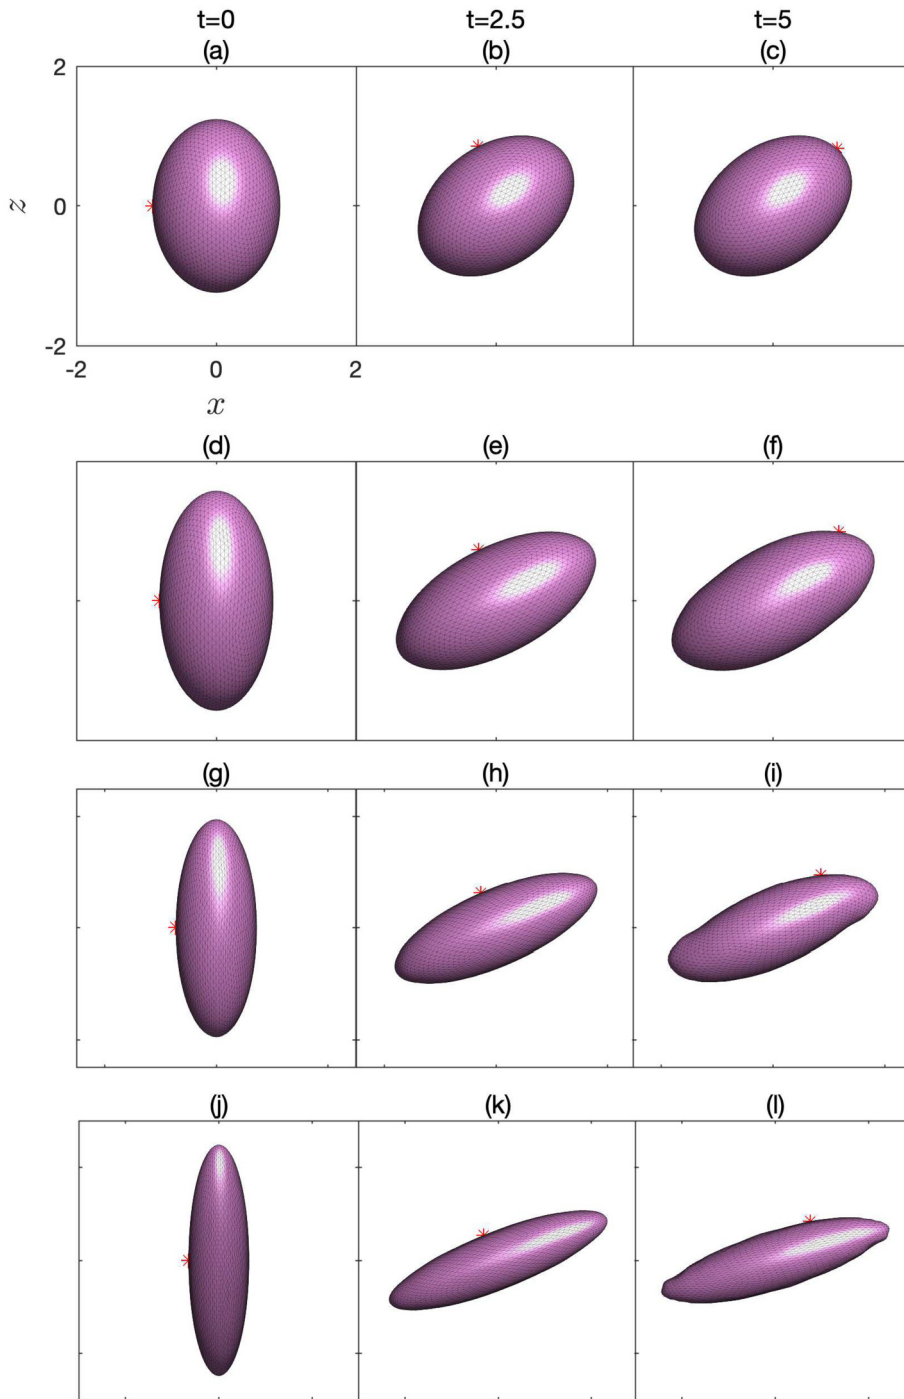 t=0 t=2.5 t=5
(a) (b) (c)
2
z 0
-2
-2 0 2
x
(d) (e) (f)
(g) (h) (i)
(j) (k) (l)